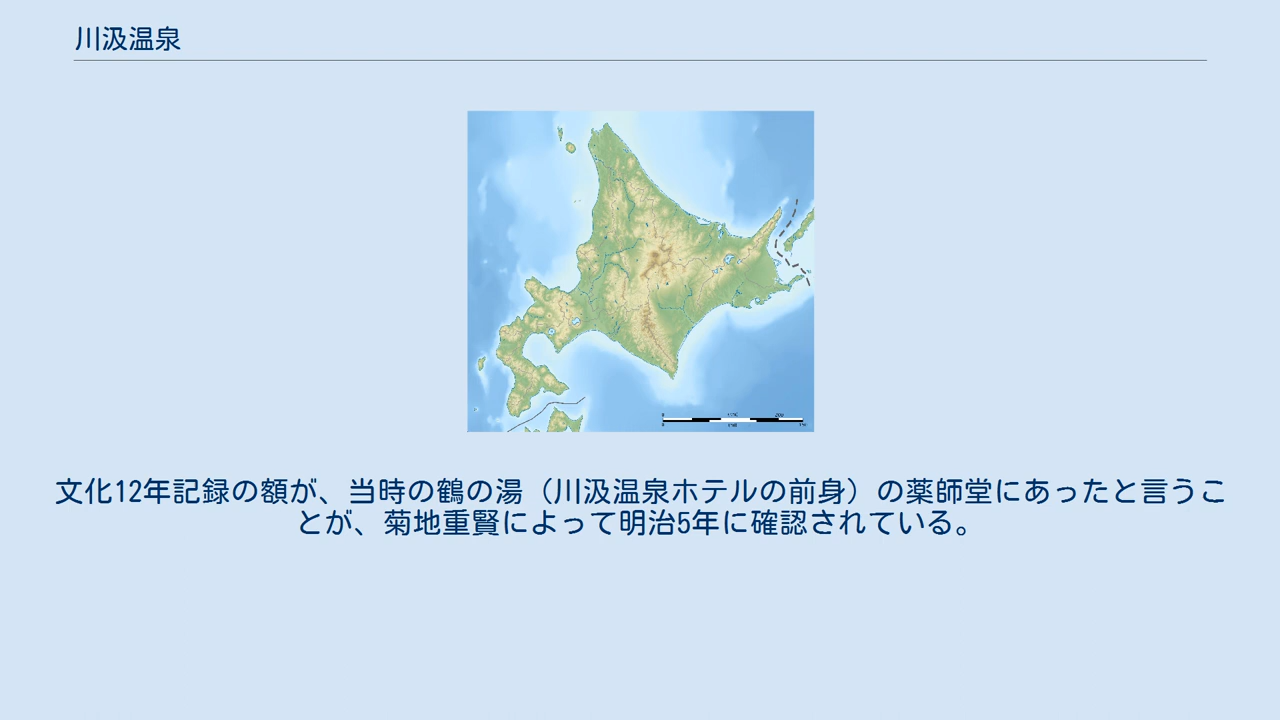 川汲温泉
文化12年記録の額が、当時の鶴の湯（川汲温泉ホテルの前身）の薬師堂にあったと言うこ
とが、菊地重賢によって明治5年に確認されている。